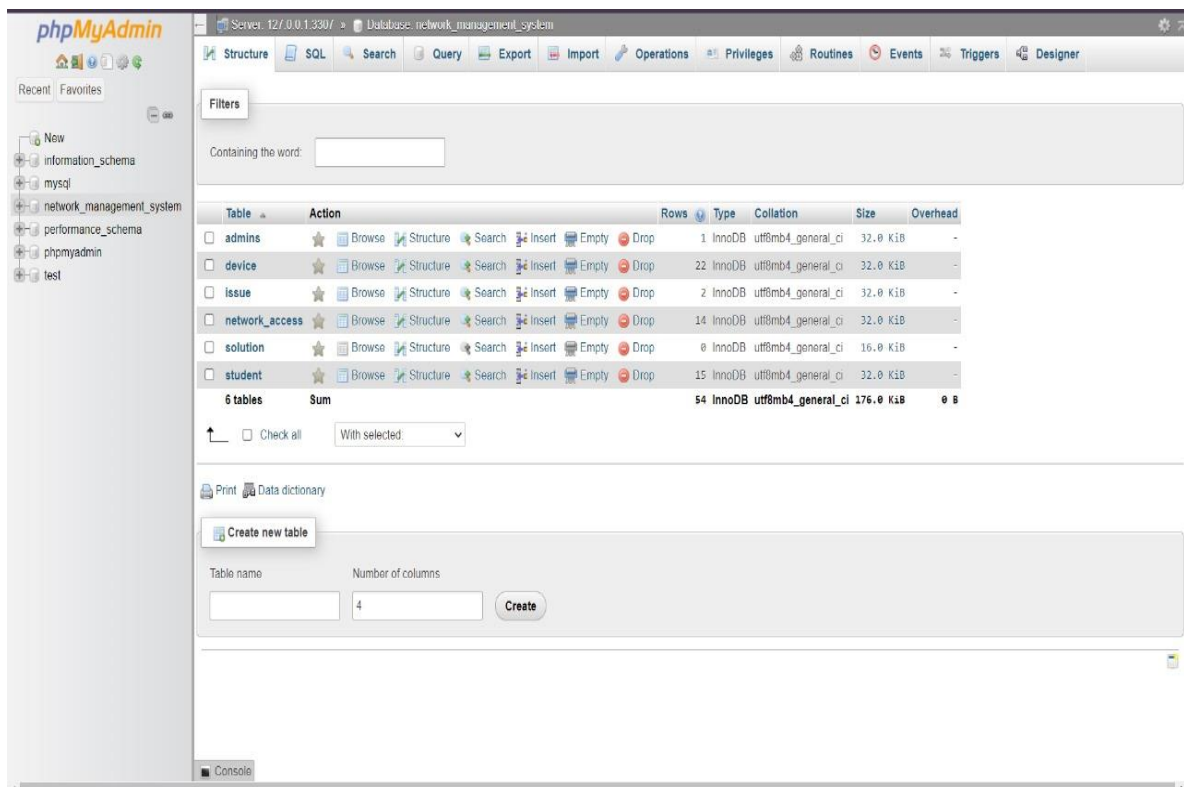 phpMyAdmin
Recent Favorites
New
information_schema
mysql
network_management_system
performance_schema
phpmyadmin
test
Server: 127.0.0.1:3307 » Database: network_management_system
Structure SQL Search Query Export Import Operations Privileges Routines Events Triggers Designer
Filters
Containing the word:
Table Action Rows Type Collation Size Overhead
admins Browse Structure Search Insert Empty Drop 1 InnoDB utf8mb4_general_ci 32.0 KiB -
device Browse Structure Search Insert Empty Drop 22 InnoDB utf8mb4_general_ci 32.0 KiB -
issue Browse Structure Search Insert Empty Drop 2 InnoDB utf8mb4_general_ci 32.0 KiB -
network_access Browse Structure Search Insert Empty Drop 14 InnoDB utf8mb4_general_ci 32.0 KiB -
solution Browse Structure Search Insert Empty Drop 0 InnoDB utf8mb4_general_ci 16.0 KiB -
student Browse Structure Search Insert Empty Drop 15 InnoDB utf8mb4_general_ci 32.0 KiB -
6 tables Sum 54 InnoDB utf8mb4_general_ci 176.0 KiB 0 B
Check all With selected:
Print Data dictionary
Create new table
Table name Number of columns
4 Create
Console